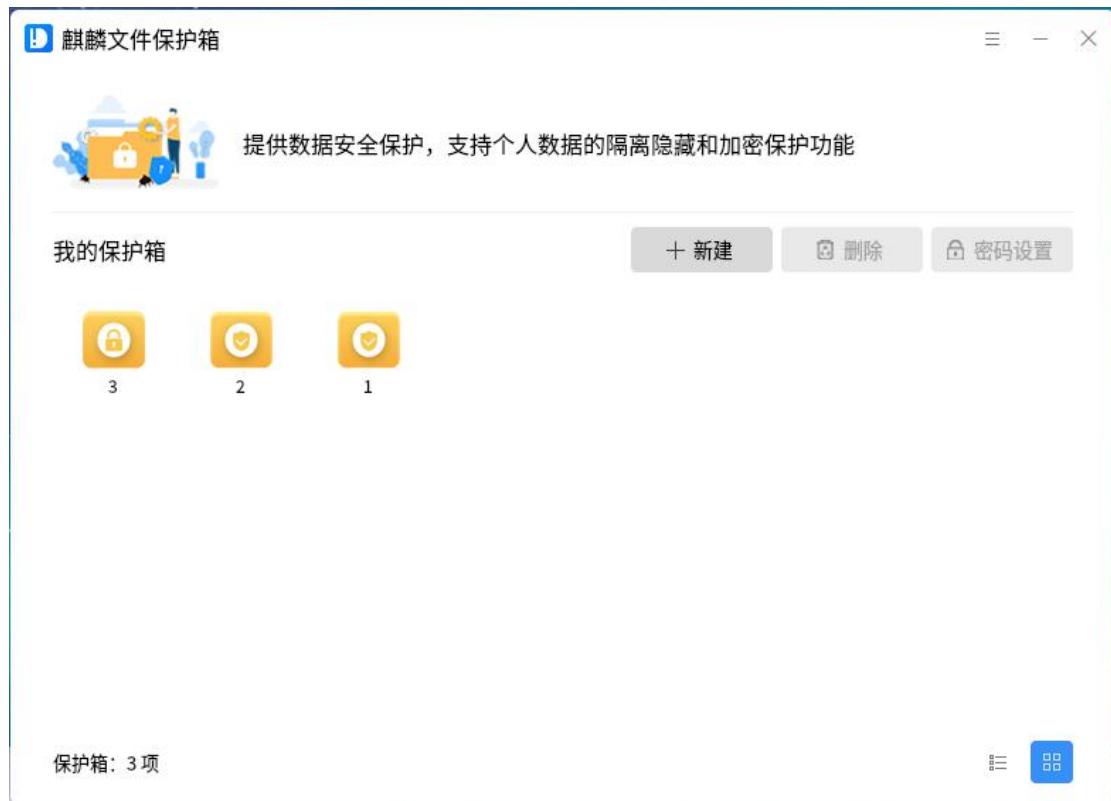 麒麟文件保护箱
提供数据安全保护，支持个人数据的隔离隐藏和加密保护功能
我的保护箱
新建
删除
密码设置
3
2
1
保护箱：3项